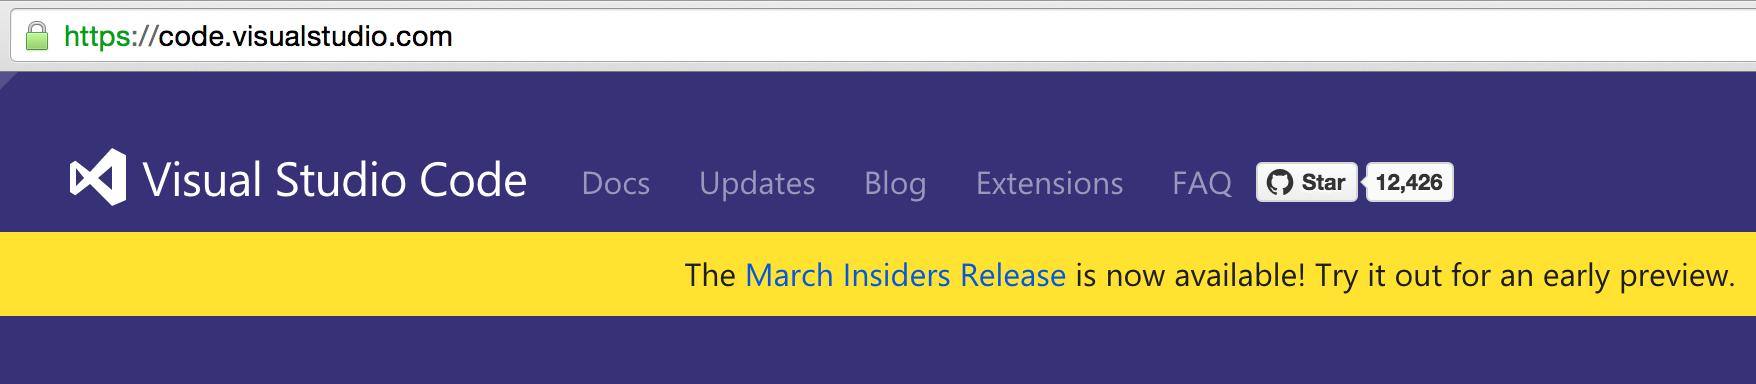 https://code.visualstudio.com
Visual Studio Code Docs Updates Blog Extensions FAQ Star 12,426
The March Insiders Release is now available! Try it out for an early preview.